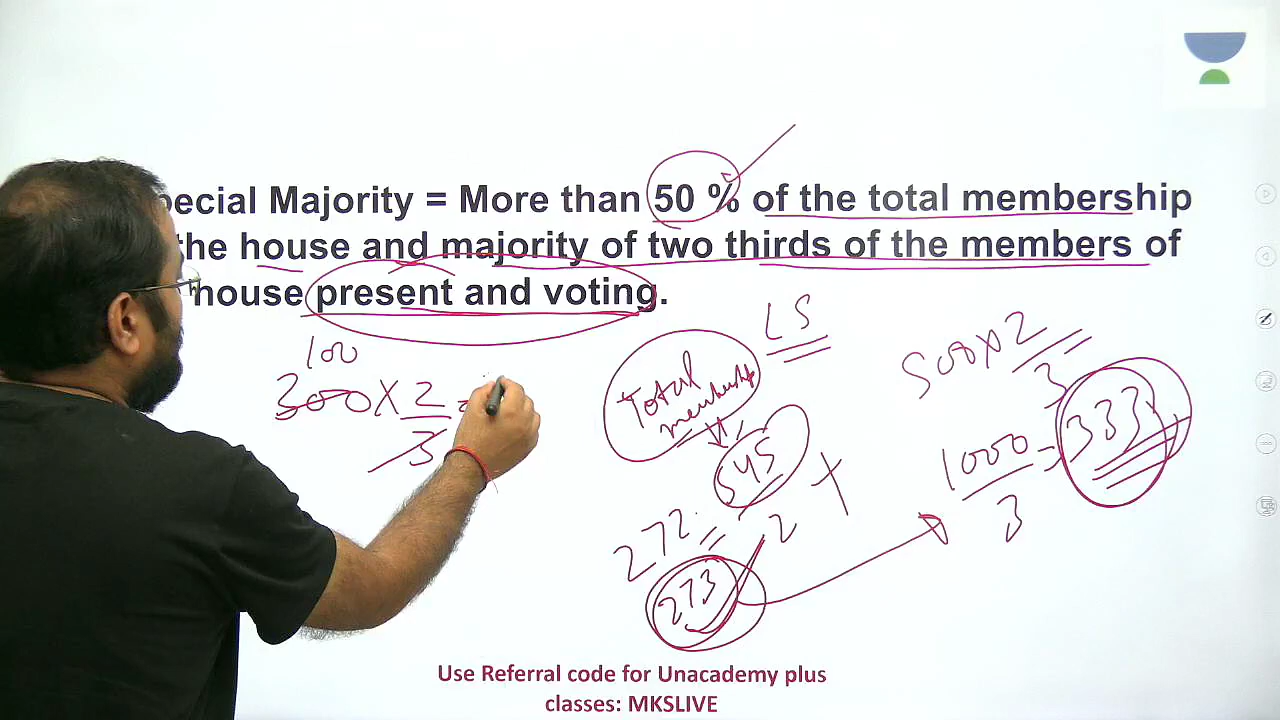 pecial Majority = More than 50 % of the total membership
the house and majority of two thirds of the members of
house present and voting.
LS
100
300 X 2
3
Total
membership
545
2
272
273
500 X 2
3
1000 = 333
3
Use Referral code for Unacademy plus
classes: MKSLIVE